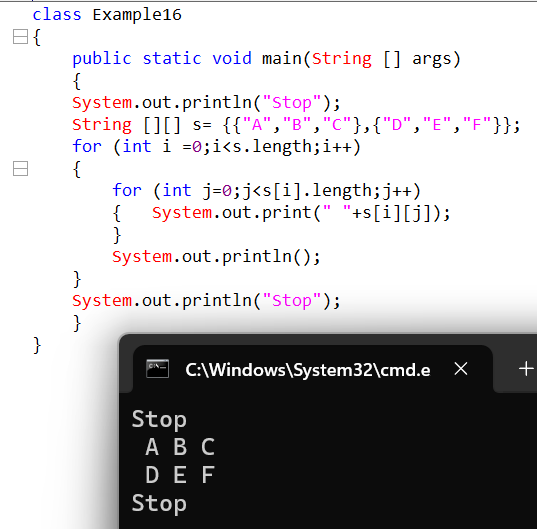 class Example16
{
public static void main(String [] args)
{
System.out.println("Stop");
String [][] s= {{"A","B","C"},{"D","E","F"}};
for (int i =0;i<s.length;i++)
{
for (int j=0;j<s[i].length;j++)
{   System.out.print(" "+s[i][j]);
}
System.out.println();
}
System.out.println("Stop");
}
}
C:\Windows\System32\cmd.e
Stop
A B C
D E F
Stop